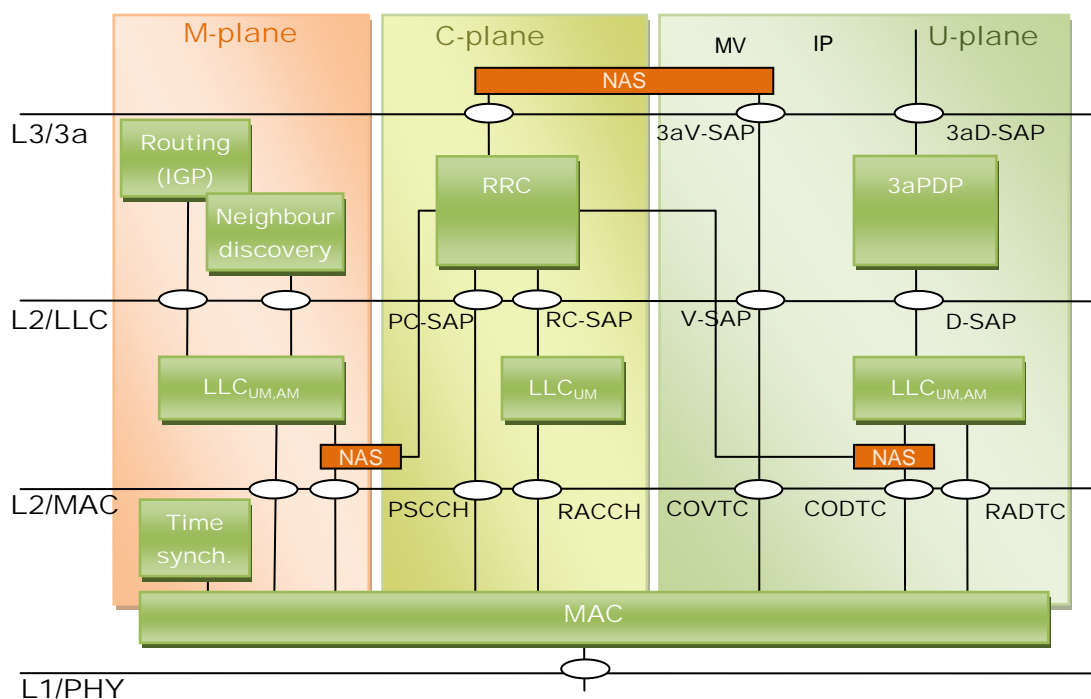 M-plane
C-plane
MV
IP
U-plane
NAS
L3/3a
3aV-SAP
3aD-SAP
Routing
(IGP)
RRC
3aPDP
Neighbour
discovery
L2/LLC
PC-SAP
RC-SAP
V-SAP
D-SAP
LLCUM,AM
LLCUM
LLCUM,AM
NAS
NAS
L2/MAC
PSCCH
RACCH
COVTC
CODTC
RADTC
Time
synch.
MAC
L1/PHY